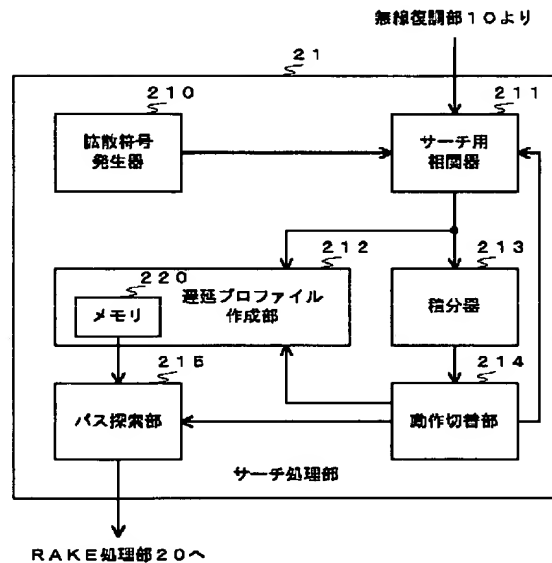 無線復調部10より
21
210
211
拡散符号
発生器
サーチ用
相関器
212
213
220
遅延プロファイル
作成部
メモリ
積分器
215
214
パス探索部
動作切替部
サーチ処理部
RAKE処理部20へ